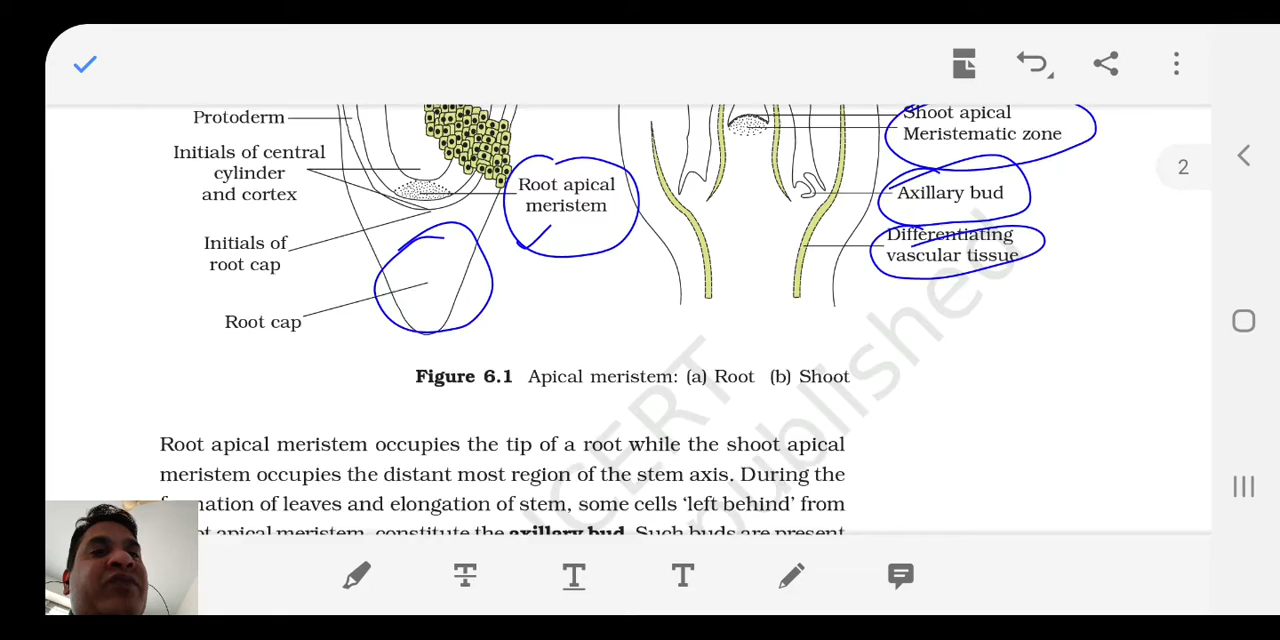 2
Protoderm
Initials of central
cylinder
and cortex
Root apical
meristem
Initials of
root cap
Root cap
Shoot apical
Meristematic zone
Axillary bud
Differentiating
vascular tissue
Figure 6.1 Apical meristem: (a) Root (b) Shoot
Root apical meristem occupies the tip of a root while the shoot apical
meristem occupies the distant most region of the stem axis. During the
formation of leaves and elongation of stem, some cells ‘left behind’ from
apical meristem, constitute the axillary bud. Such buds are present
NCERT
published
T
T
T